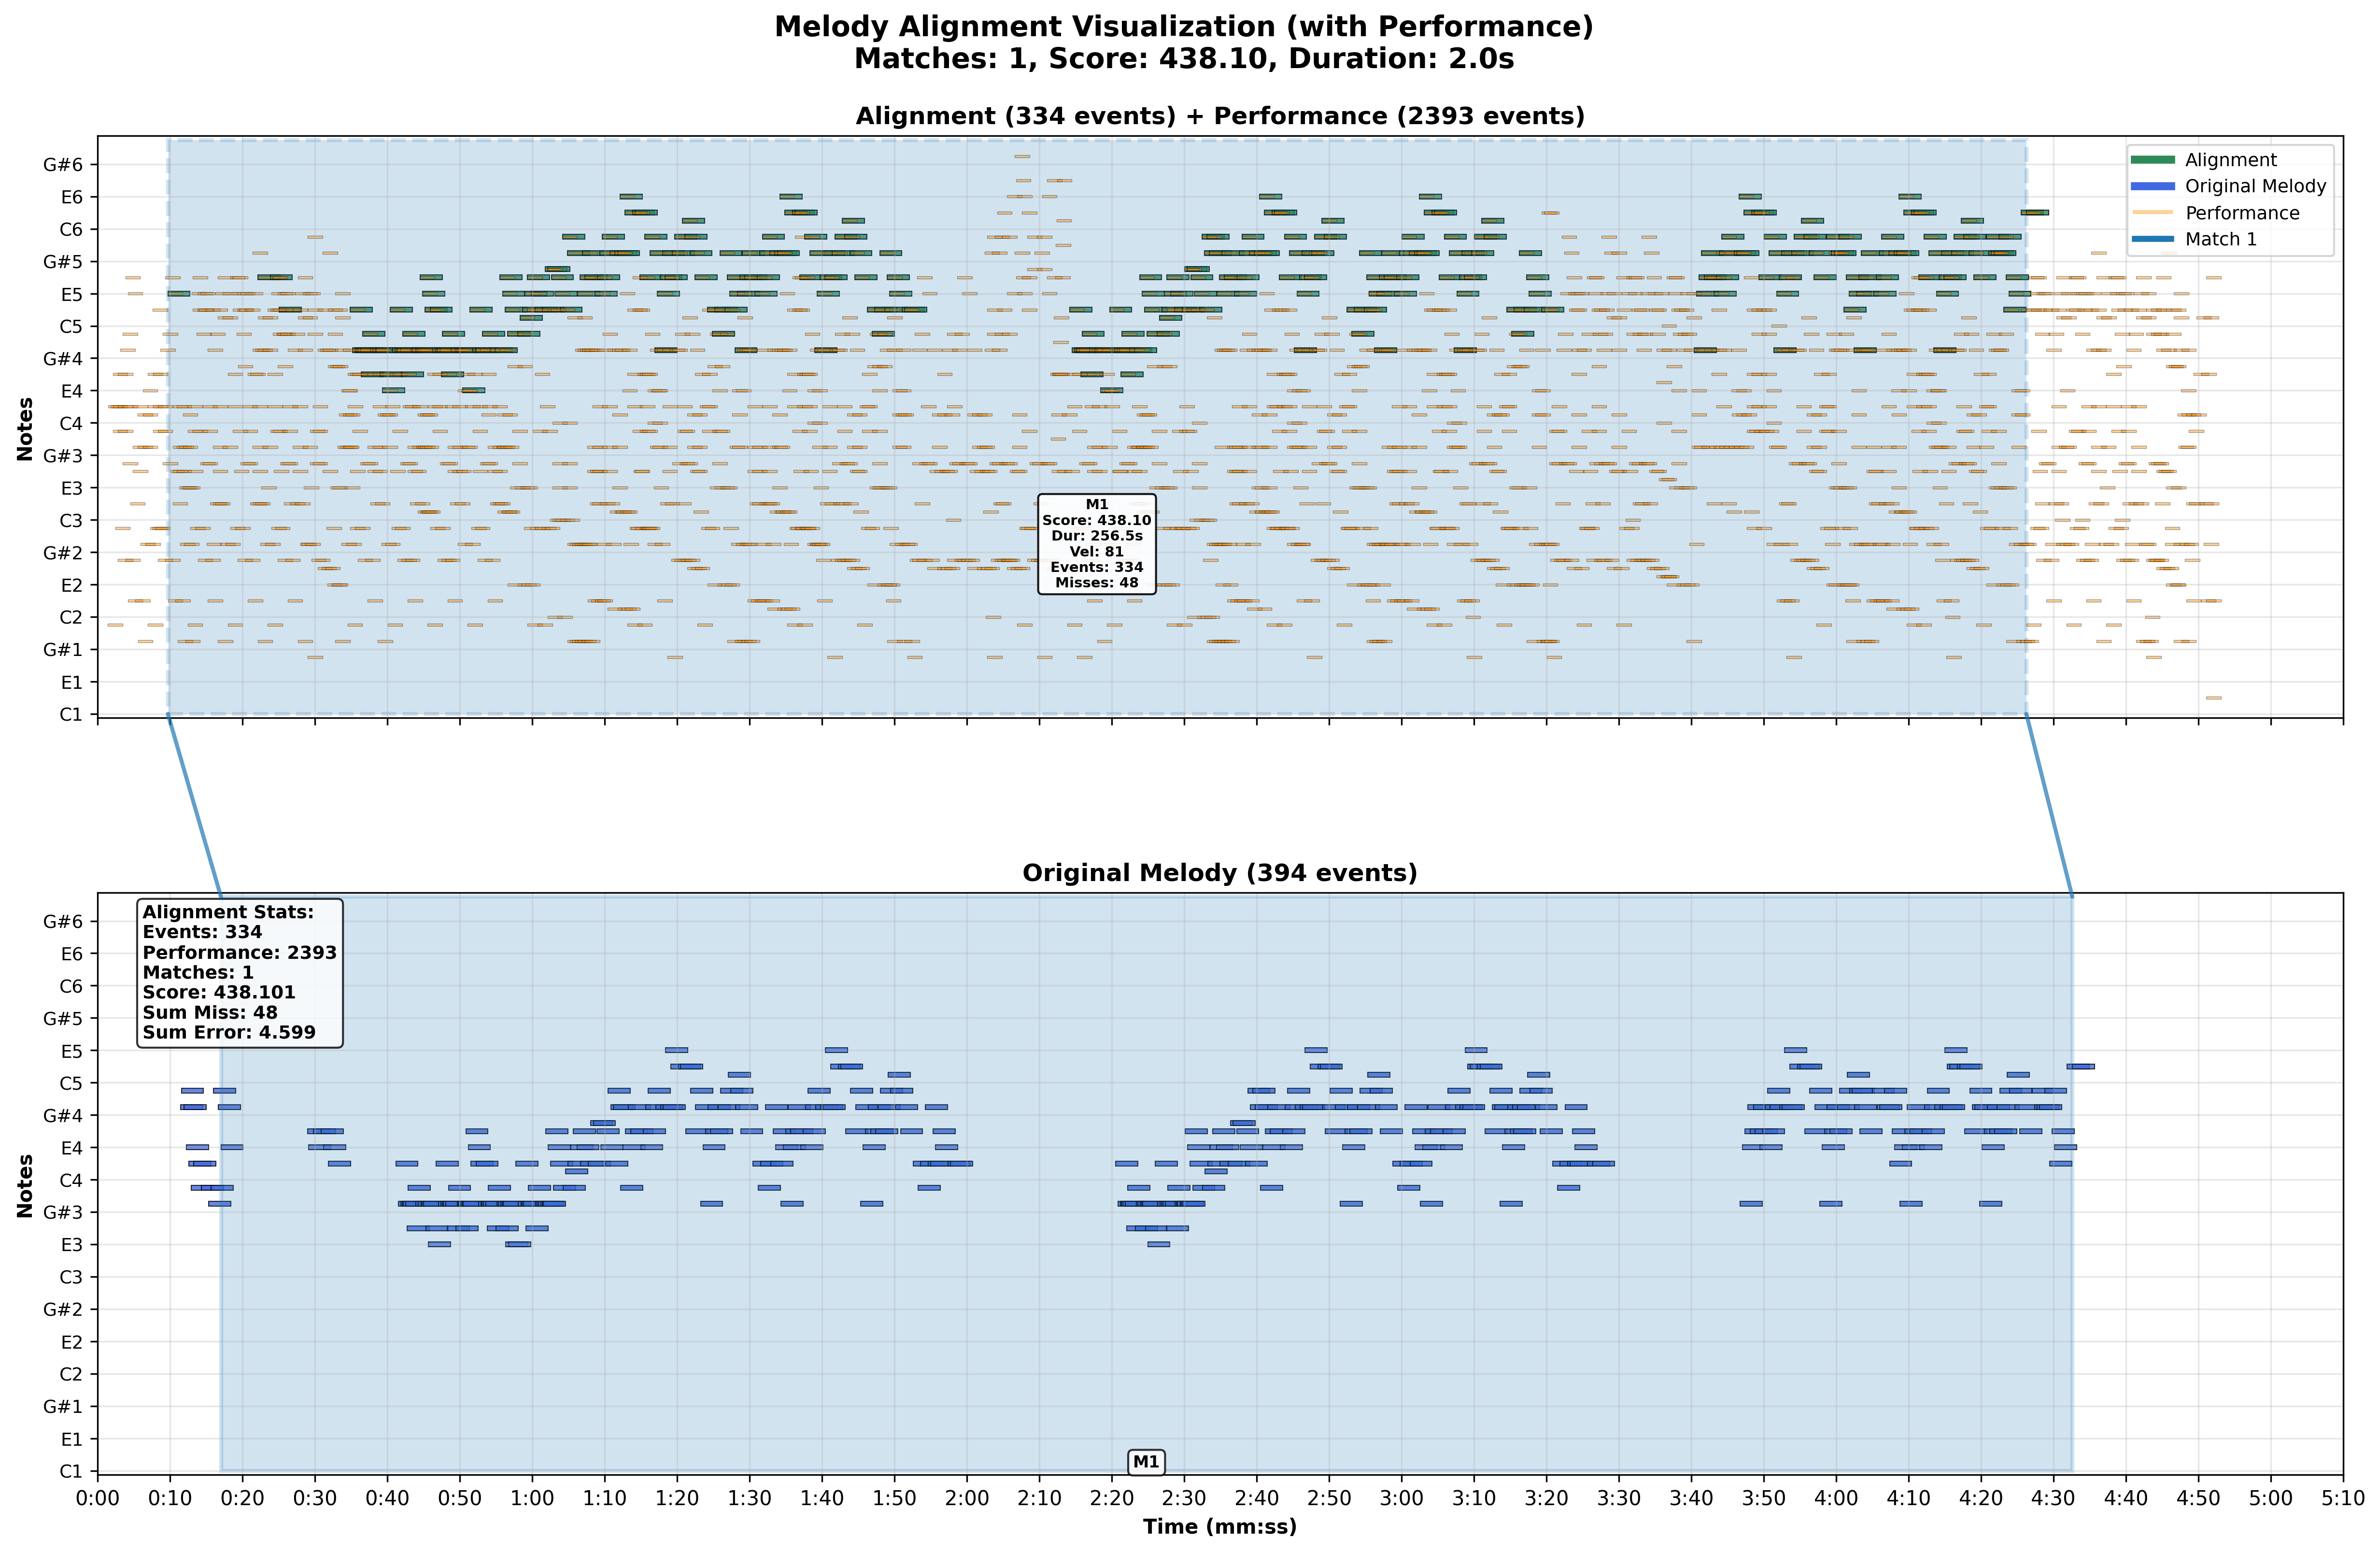 Melody Alignment Visualization (with Performance)
Matches: 1, Score: 438.10, Duration: 2.0s
Alignment (334 events) + Performance (2393 events)
Notes
G#6
E6
C6
G#5
E5
C5
G#4
E4
C4
G#3
E3
C3
G#2
E2
C2
G#1
E1
C1
Alignment
Original Melody
Performance
Match 1
M1
Score: 438.10
Dur: 256.5s
Vel: 81
Events: 334
Misses: 48
Original Melody (394 events)
Notes
G#6
E6
C6
G#5
E5
C5
G#4
E4
C4
G#3
E3
C3
G#2
E2
C2
G#1
E1
C1
Alignment Stats:
Events: 334
Performance: 2393
Matches: 1
Score: 438.101
Sum Miss: 48
Sum Error: 4.599
M1
0:00 0:10 0:20 0:30 0:40 0:50 1:00 1:10 1:20 1:30 1:40 1:50 2:00 2:10 2:20 2:30 2:40 2:50 3:00 3:10 3:20 3:30 3:40 3:50 4:00 4:10 4:20 4:30 4:40 4:50 5:00 5:10
Time (mm:ss)